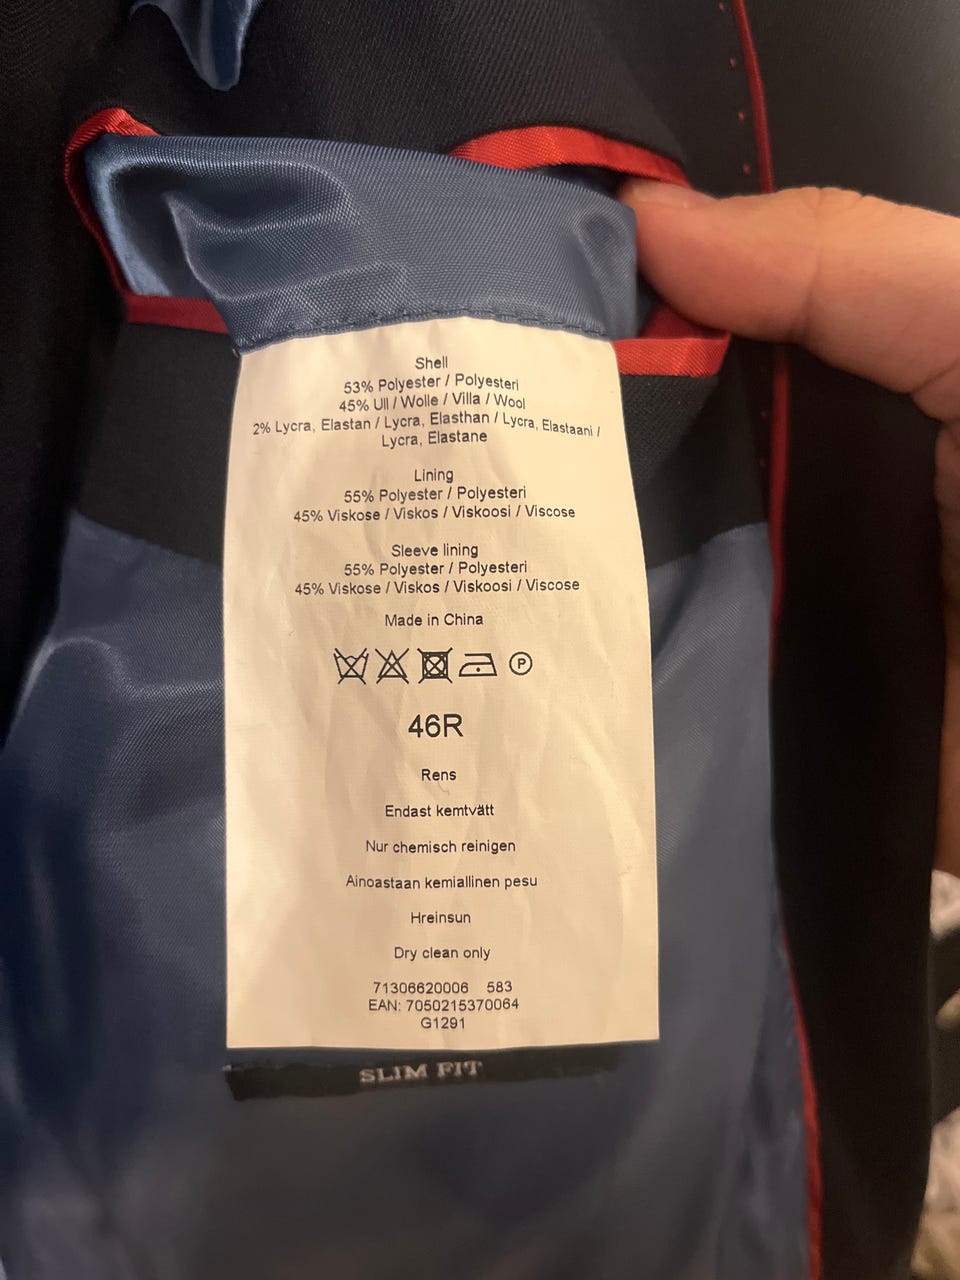 Shell
53% Polyester / Polyesteri
45% Ull / Wolle / Villa / Wool
2% Lycra, Elastan / Lycra, Elasthan / Lycra, Elastaani /
Lycra, Elastane
Lining
55% Polyester / Polyesteri
45% Viskose / Viskos / Viskoosi / Viscose
Sleeve lining
55% Polyester / Polyesteri
45% Viskose / Viskos / Viskoosi / Viscose
Made in China
P
46R
Rens
Endast kemtvätt
Nur chemisch reinigen
Ainoastaan kemiallinen pesu
Hreinsun
Dry clean only
71306620006 583
EAN: 7050215370064
G1291
SLIM FIT